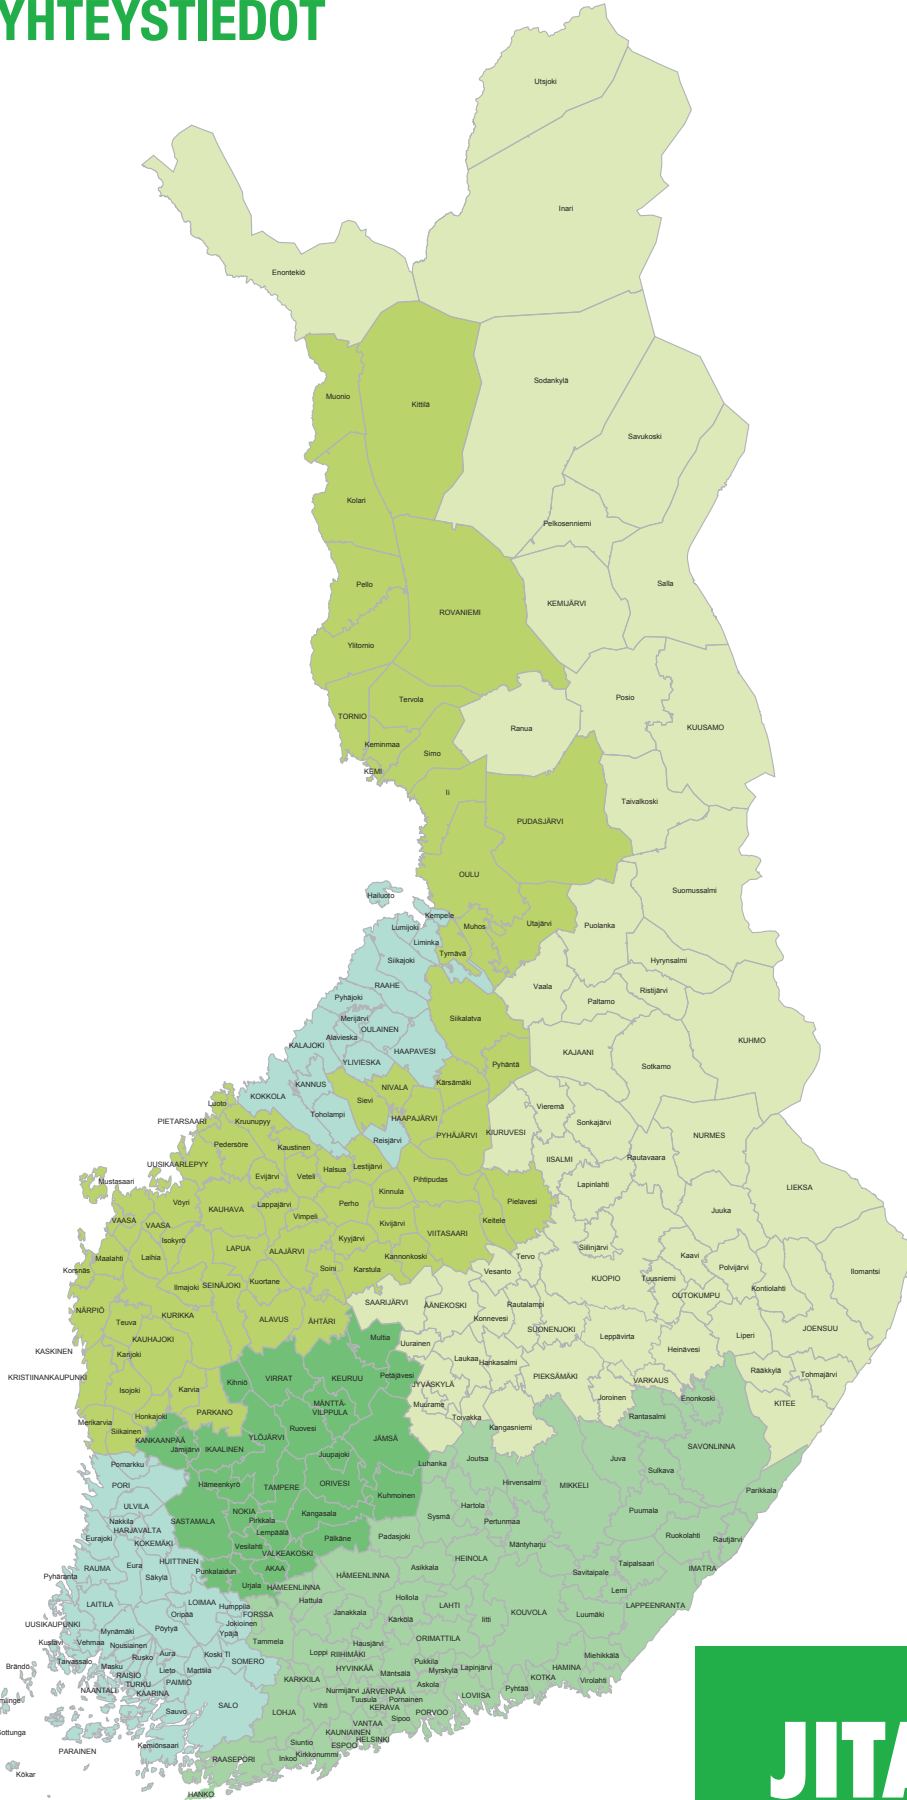 YHTEYSTIEDOT
Utsjoki
Inari
Enontekiö
Sodankylä
Muonio
Kittilä
Savukoski
Kolari
Pelkosenniemi
Pello
Salla
KEMIJÄRVI
ROVANIEMI
Ylitornio
Posio
Tervola
TORNIO
Ranua
KUUSAMO
Keminmaa
Simo
KEMI
Ii
Taivalkoski
PUDASJÄRVI
OULU
Suomussalmi
Hailuoto
Kempele
Lumijoki
Muhos
Utajärvi
Puolanka
Liminka
Tyrnävä
Siikajoki
Hyrynsalmi
RAAHE
Vaala
Ristijärvi
Pyhäjoki
Paltamo
Merijärvi
Siikalatva
OULAINEN
Alavieska
KUHMO
KALAJOKI
HAAPAVESI
KAJAANI
YLIVIESKA
Pyhäntä
Sotkamo
KANNUS
Kärsämäki
NIVALA
KOKKOLA
Sievi
Luoto
Toholampi
HAAPAJÄRVI
Vieremä
PIETARSAARI
Kruunupyy
Sonkajärvi
KIURUVESI
PYHÄJÄRVI
NURMES
Pedersöre
Reisjärvi
Kaustinen
Rautavaara
IISALMI
UUSIKAARLEPYY
Lestijärvi
Halsua
Evijärvi
Veteli
Pihtipudas
Mustasaari
Lapinlahti
LIEKSA
Kinnula
Vöyri
Lappajärvi
Perho
Pielavesi
KAUHAVA
Juuka
Vimpeli
VAASA
Keitele
Kivijärvi
VAASA
VIITASAARI
Isokyrö
Kyyjärvi
Siilinjärvi
LAPUA
ALAJÄRVI
Maalahti
Laihia
Kannonkoski
Tervo
Kaavi
Korsnäs
Soini
Karstula
Polvijärvi
Vesanto
Ilomantsi
KUOPIO
Tuusniemi
Kuortane
SEINÄJOKI
Ilmajoki
Kontiolahti
OUTOKUMPU
SAARIJÄRVI
ÄÄNEKOSKI
Rautalampi
NÄRPIÖ
KURIKKA
ALAVUS
ÄHTÄRI
Konnevesi
Teuva
SUONENJOKI
JOENSUU
Multia
Leppävirta
Liperi
KAUHAJOKI
Uurainen
KASKINEN
Karijoki
Heinävesi
Laukaa
Hankasalmi
Rääkkylä
Petäjävesi
Tohmajärvi
KRISTIINANKAUPUNKI
Kihniö
VIRRAT
KEURUU
PIEKSÄMÄKI
VARKAUS
JYVÄSKYLÄ
Isojoki
Karvia
Joroinen
Enonkoski
MÄNTTÄ-
VILPPULA
Muurame
KITEE
PARKANO
Honkajoki
Toivakka
Rantasalmi
Merikarvia
Ruovesi
Kangasniemi
Siikainen
KANKAANPÄÄ
YLÖJÄRVI
JÄMSÄ
SAVONLINNA
Jämijärvi
IKAALINEN
Juupajoki
Joutsa
Juva
Pomarkku
Luhanka
Sulkava
Hämeenkyrö
ORIVESI
Hirvensalmi
MIKKELI
PORI
TAMPERE
Parikkala
Kuhmoinen
ULVILA
Hartola
NOKIA
Kangasala
Puumala
Nakkila
SASTAMALA
Pirkkala
Sysmä
Pertunmaa
HARJAVALTA
Lempäälä
Ruokolahti
Eurajoki
Pälkäne
Padasjoki
Rautjärvi
KOKEMÄKI
Vesilahti
Mäntyharju
VALKEAKOSKI
HEINOLA
HUITTINEN
Taipalsaari
RAUMA
Eura
Asikkala
IMATRA
AKAA
Punkalaidun
Savitaipale
Pyhäranta
Säkylä
HÄMEENLINNA
Urjala
HÄMEENLINNA
Lemi
Hollola
LAPPEENRANTA
Hattula
LAITILA
LOIMAA
Humppila
LAHTI
KOUVOLA
Janakkala
Oripää
FORSSA
Luumäki
Iitti
Kärkölä
UUSIKAUPUNKI
Jokioinen
Mynämäki
Pöytyä
Ypäjä
ORIMATTILA
Kustavi
Vehmaa
Tammela
Hausjärvi
Nousiainen
Loppi
RIIHIMÄKI
Miehikkälä
Aura
Koski Tl
Rusko
Taivassalo
SOMERO
Pukkila
Brändö
Masku
HYVINKÄÄ
Lapinjärvi
HAMINA
Lieto
Marttila
Mäntsälä
Myrskylä
RAISIO
KARKKILA
KOTKA
Virolahti
TURKU
PAIMIO
Askola
NAANTALI
Nurmijärvi
JÄRVENPÄÄ
Pyhtää
KAARINA
LOVIISA
Tuusula
Pornainen
SALO
Vihti
KERAVA
Sauvo
LOHJA
PORVOO
Sipoo
VANTAA
KAUNIAINEN
HELSINKI
Siuntio
ESPOO
Kemiönsaari
PARAINEN
Kirkkonummi
RAASEPORI
Inkoo
Kökar
HANKO
JITA